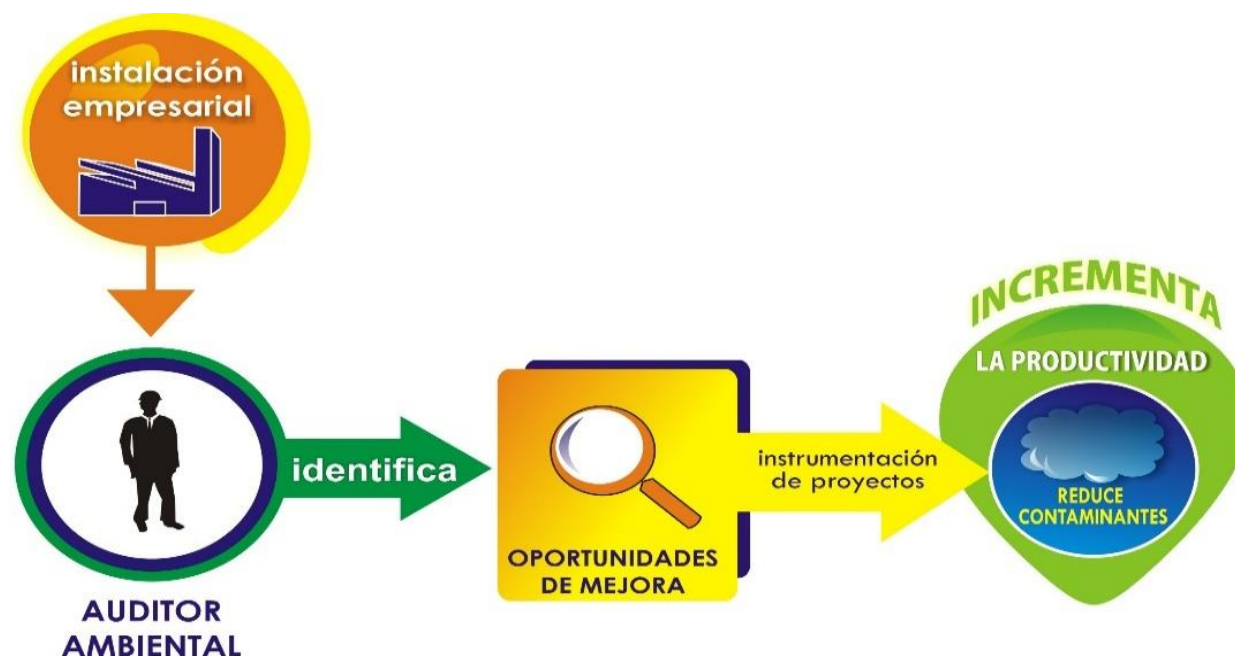 instalación
empresarial
AUDITOR
AMBIENTAL
identifica
OPORTUNIDADES
DE MEJORA
instrumentación
de proyectos
INCREMENTA
LA PRODUCTIVIDAD
REDUCE
CONTAMINANTES